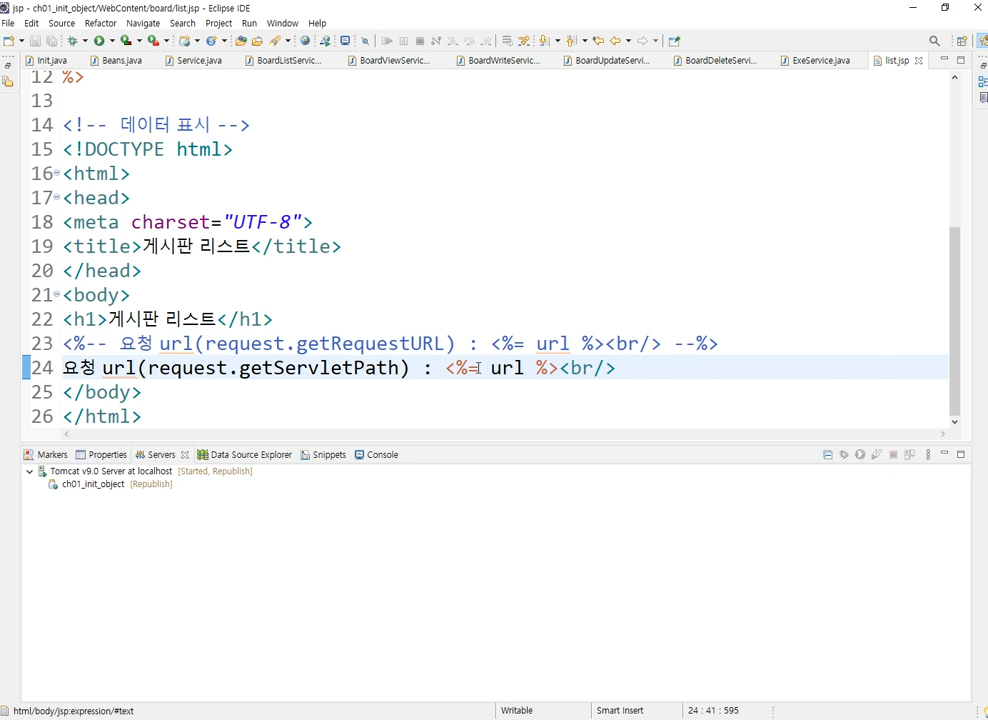 jsp - ch01_init_object/WebContent/board/list.jsp - Eclipse IDE
File Edit Source Refactor Navigate Search Project Run Window Help
Init.java Beans.java Service.java BoardListServic... BoardViewServic... BoardWriteServic... BoardUpdateServi... BoardDeleteServi... ExeService.java list.jsp
12 %>
13
14 <!-- 데이터 표시 -->
15 <!DOCTYPE html>
16 <html>
17 <head>
18 <meta charset="UTF-8">
19 <title>게시판 리스트</title>
20 </head>
21 <body>
22 <h1>게시판 리스트</h1>
23 <%-- 요청 url(request.getRequestURL) : <%= url %><br/> --%>
24 요청 url(request.getServletPath) : <%= url %><br/>
25 </body>
26 </html>
Markers Properties Servers Data Source Explorer Snippets Console
Tomcat v9.0 Server at localhost [Started, Republish]
ch01_init_object [Republish]
html/body/jsp:expression/#text Writable Smart Insert 24 : 41 : 595